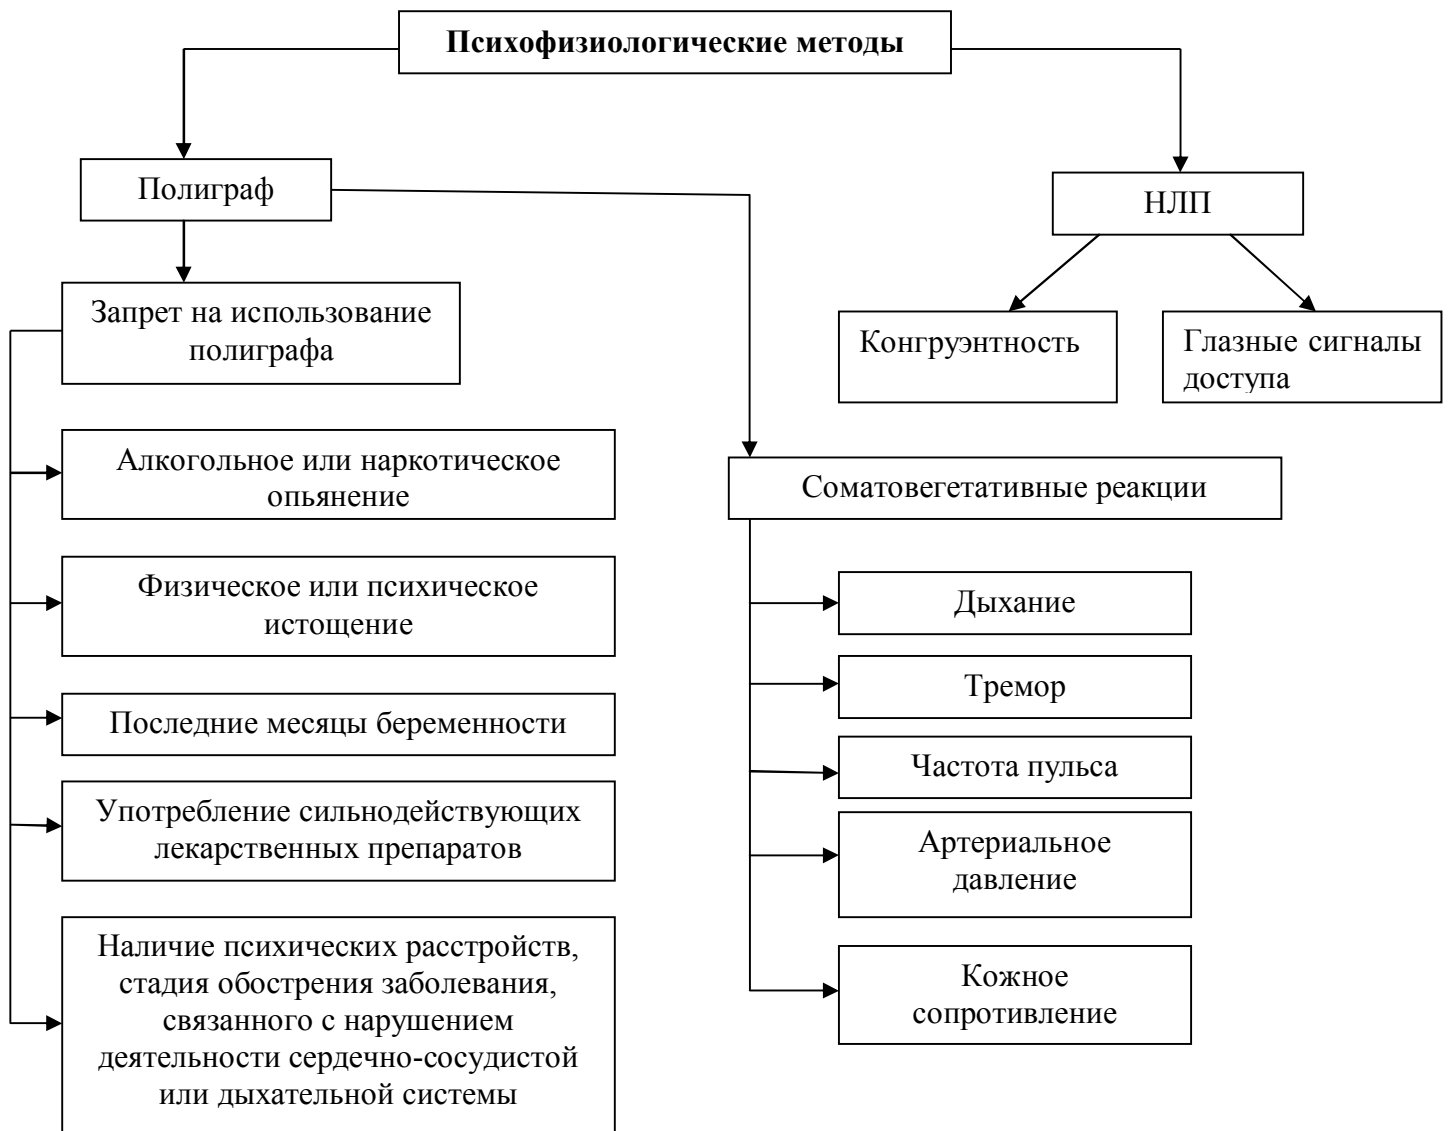 Психофизиологические методы
Полиграф
НЛП
Запрет на использование
полиграфа
Конгруэнтность
Глазные сигналы
доступа
Алкогольное или наркотическое
опьянение
Соматовегетативные реакции
Физическое или психическое
истощение
Дыхание
Тремор
Последние месяцы беременности
Частота пульса
Употребление сильнодействующих
лекарственных препаратов
Артериальное
давление
Наличие психических расстройств,
стадия обострения заболевания,
связанного с нарушением
деятельности сердечно-сосудистой
или дыхательной системы
Кожное
сопротивление